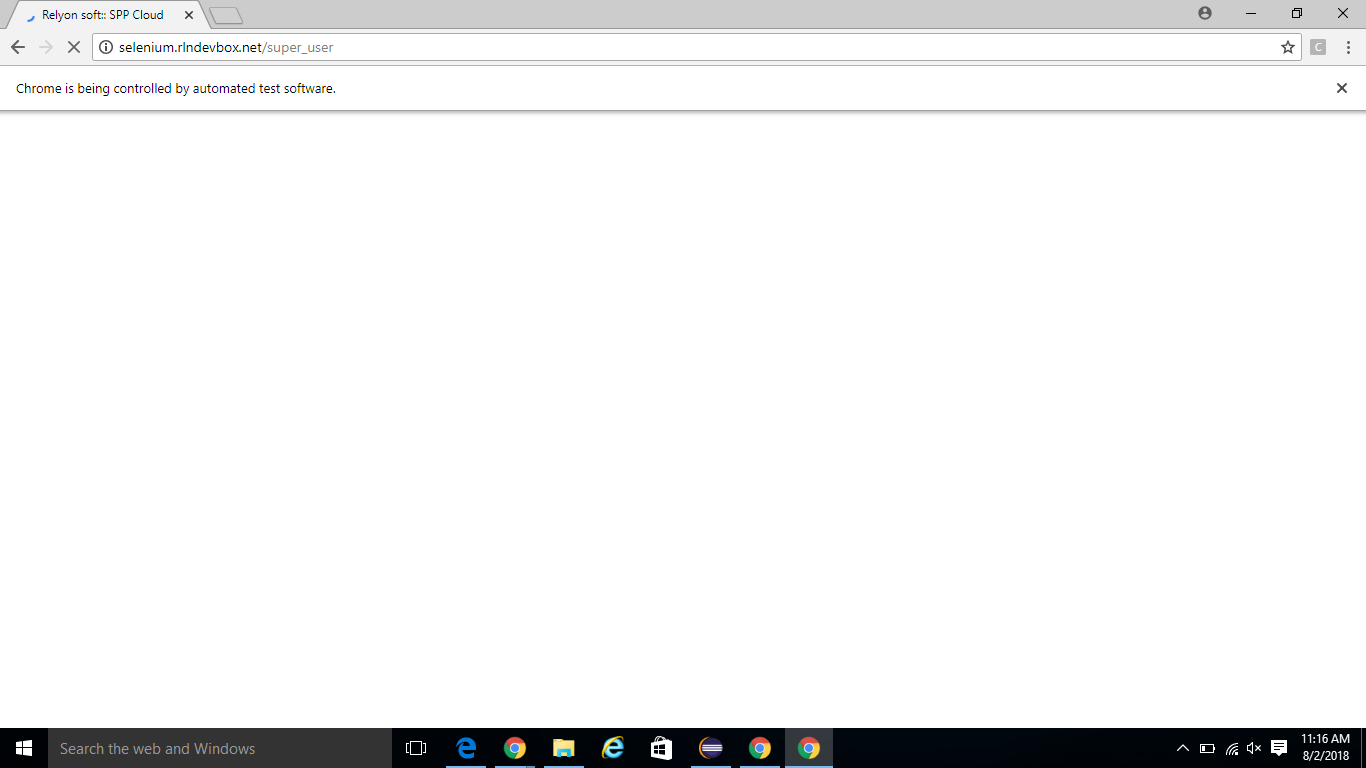 Relyon soft:: SPP Cloud
selenium.rlndevbox.net/super_user
C
Chrome is being controlled by automated test software.
Search the web and Windows
11:16 AM
8/2/2018